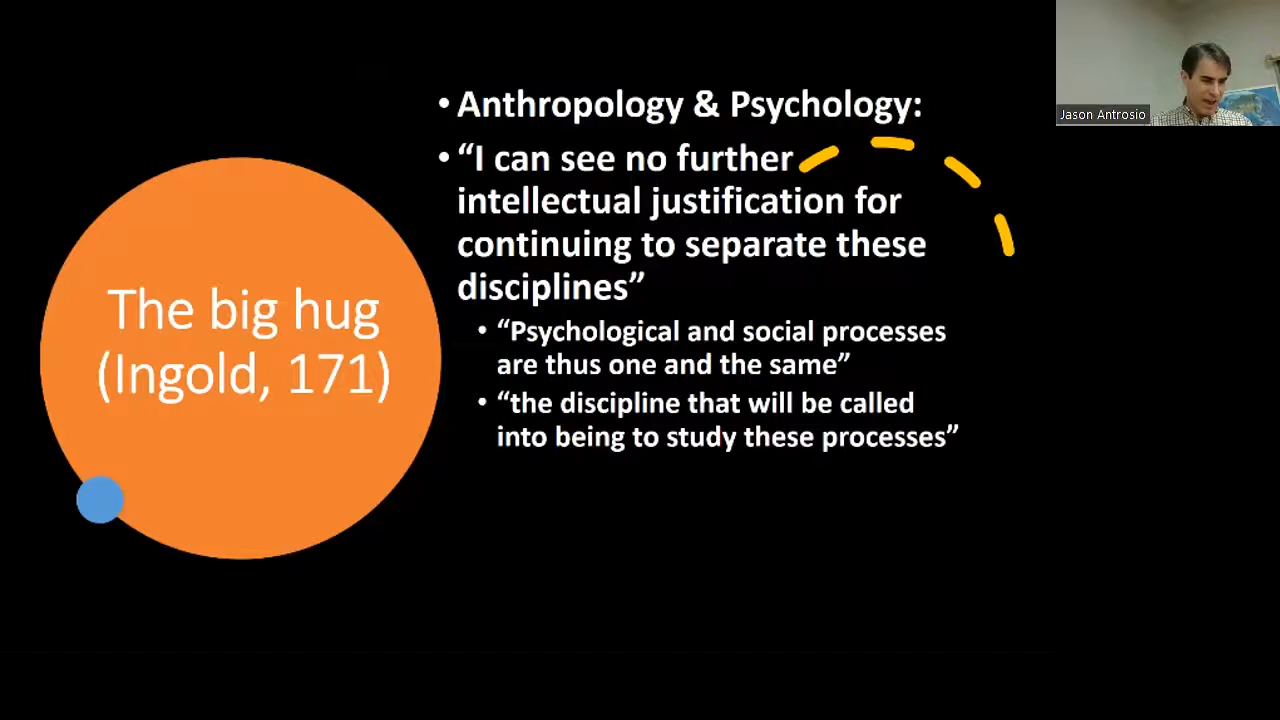 The big hug
(Ingold, 171)
• Anthropology & Psychology:
• “I can see no further
intellectual justification for
continuing to separate these
disciplines”
• “Psychological and social processes
are thus one and the same”
• “the discipline that will be called
into being to study these processes”
Jason Antrosio